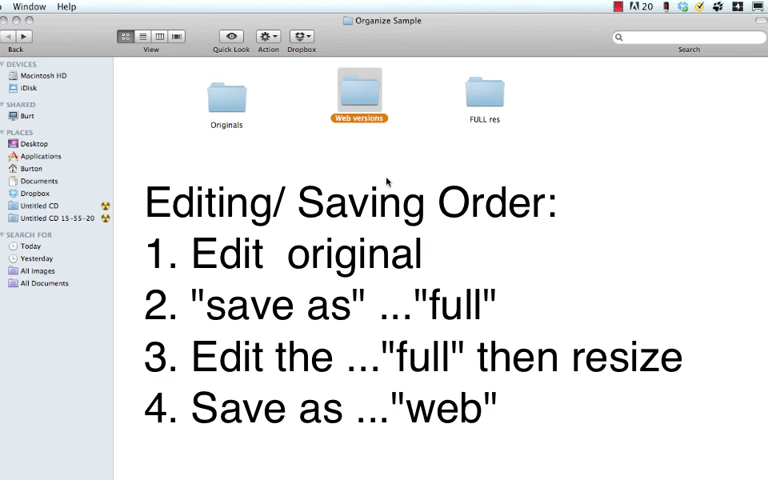 Window Help
20
Organize Sample
Back
View
Quick Look
Action
Dropbox
Search
DEVICES
Macintosh HD
iDisk
SHARED
Burt
PLACES
Desktop
Applications
Burton
Documents
Dropbox
Untitled CD
Untitled CD 15-55-20
SEARCH FOR
Today
Yesterday
All Images
All Documents
Originals
Web versions
FULL res
Editing/ Saving Order:
1. Edit  original
2. "save as" ..."full"
3. Edit the ..."full" then resize
4. Save as ..."web"